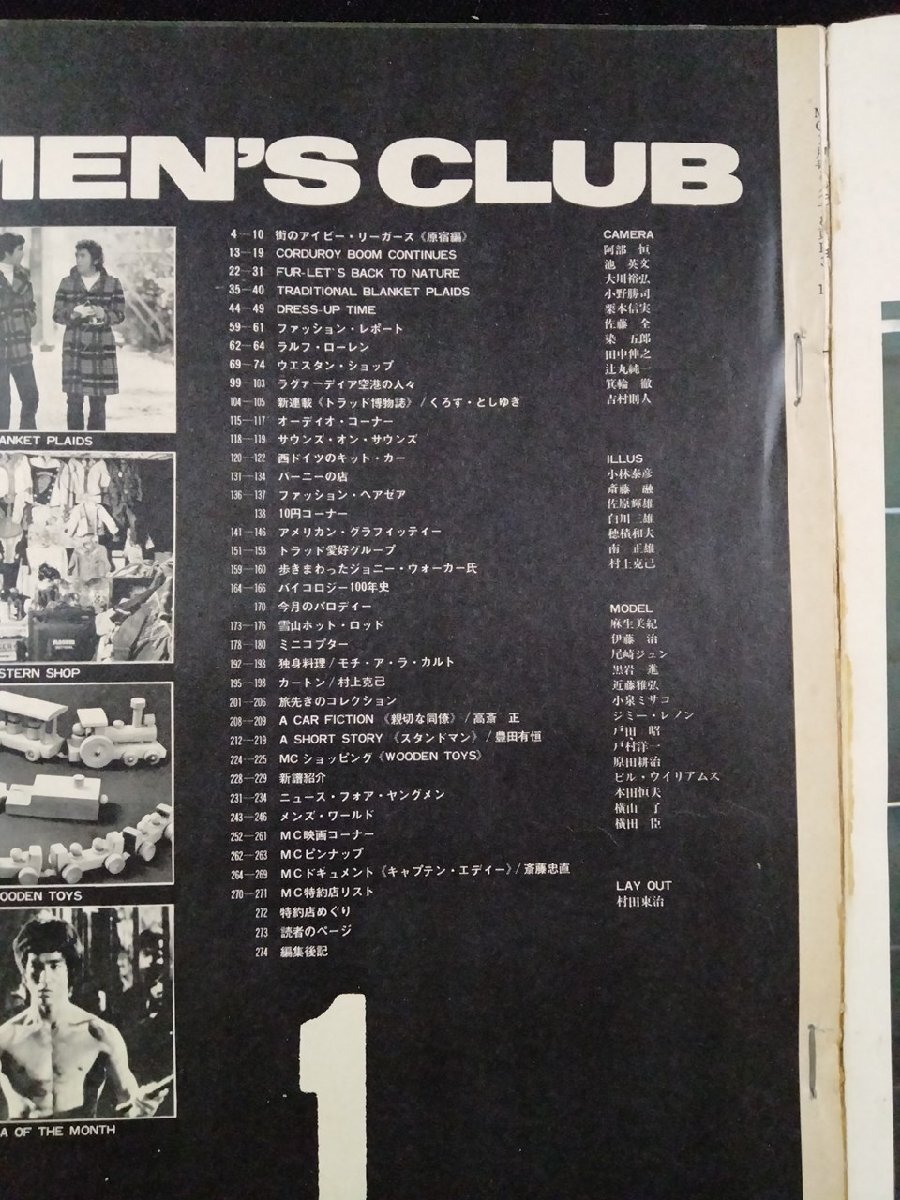 MEN'S CLUB
4—10 街のアイビー・リーガース《原宿編》
13—19 CORDUROY BOOM CONTINUES
22—31 FUR-LET'S BACK TO NATURE
35—40 TRADITIONAL BLANKET PLAIDS
44—49 DRESS-UP TIME
59—61 ファッション・レポート
62—64 ラルフ・ローレン
69—74 ウエスタン・ショップ
99—103 ラグァーディア空港の人々
104—105 新連載《トラッド博物誌》/くろす・としゆき
115—117 オーディオ・コーナー
118—119 サウンズ・オン・サウンズ
120—122 西ドイツのキット・カー
131—134 バーニーの店
136—137 ファッション・ヘアゼア
138 10円コーナー
141—146 アメリカン・グラフィッティー
151—153 トラッド愛好グループ
159—160 歩きまわったジョニー・ウォーカー氏
164—166 バイコロジー100年史
170 今月のパロディー
173—176 雪山ホット・ロッド
178—180 ミニコプター
192—193 独身料理/モチ・ア・ラ・カルト
195—198 カートン/村上克己
201—206 旅先きのコレクション
208—209 A CAR FICTION《親切な同僚》/高斎 正
212—219 A SHORT STORY《スタンドマン》/豊田有恒
224—225 MCショッピング《WOODEN TOYS》
228—229 新譜紹介
231—234 ニュース・フォア・ヤングメン
243—246 メンズ・ワールド
252—261 MC映画コーナー
262—263 MCピンナップ
264—269 MCドキュメント《キャプテン・エディー》/斎藤忠直
270—271 MC特約店リスト
272 特約店めぐり
273 読者のページ
274 編集後記
CAMERA
阿部 恒
池 英文
大川裕弘
小野勝司
栗本信実
佐藤 全
染 五郎
田中伸之
辻丸純一
箕輪 徹
吉村則人
ILLUS
小林泰彦
斎藤 融
佐原輝雄
白川三雄
穂積和夫
南 正雄
村上克己
MODEL
麻生美紀
伊藤 治
尾崎ジュン
黒岩 進
近藤雅弘
小泉ミサコ
ジミー・レノン
戸田 昭
戸村洋一
原田耕治
ビル・ウイリアムス
本田恒夫
横山 了
横田 臣
LAY OUT
村田東治
ANKET PLAIDS
STERN SHOP
OODEN TOYS
A OF THE MONTH
1